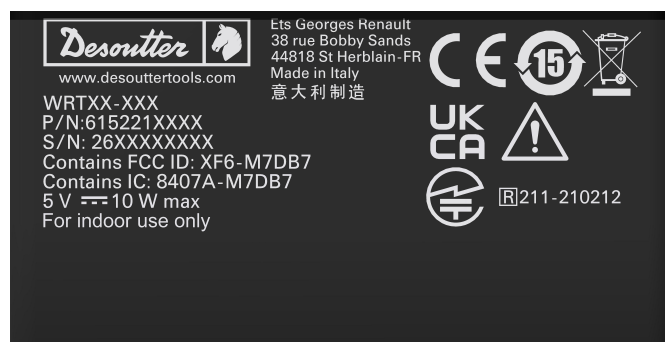 Desoutter
www.desouttertools.com
WRTXX-XXX
P/N:615221XXXX
S/N: 26XXXXXXXX
Contains FCC ID: XF6-M7DB7
Contains IC: 8407A-M7DB7
5 V ⎓ 10 W max
For indoor use only
Ets Georges Renault
38 rue Bobby Sands
44818 St Herblain-FR
Made in Italy
意大利制造
CE
15
UK
CA
R 211-210212